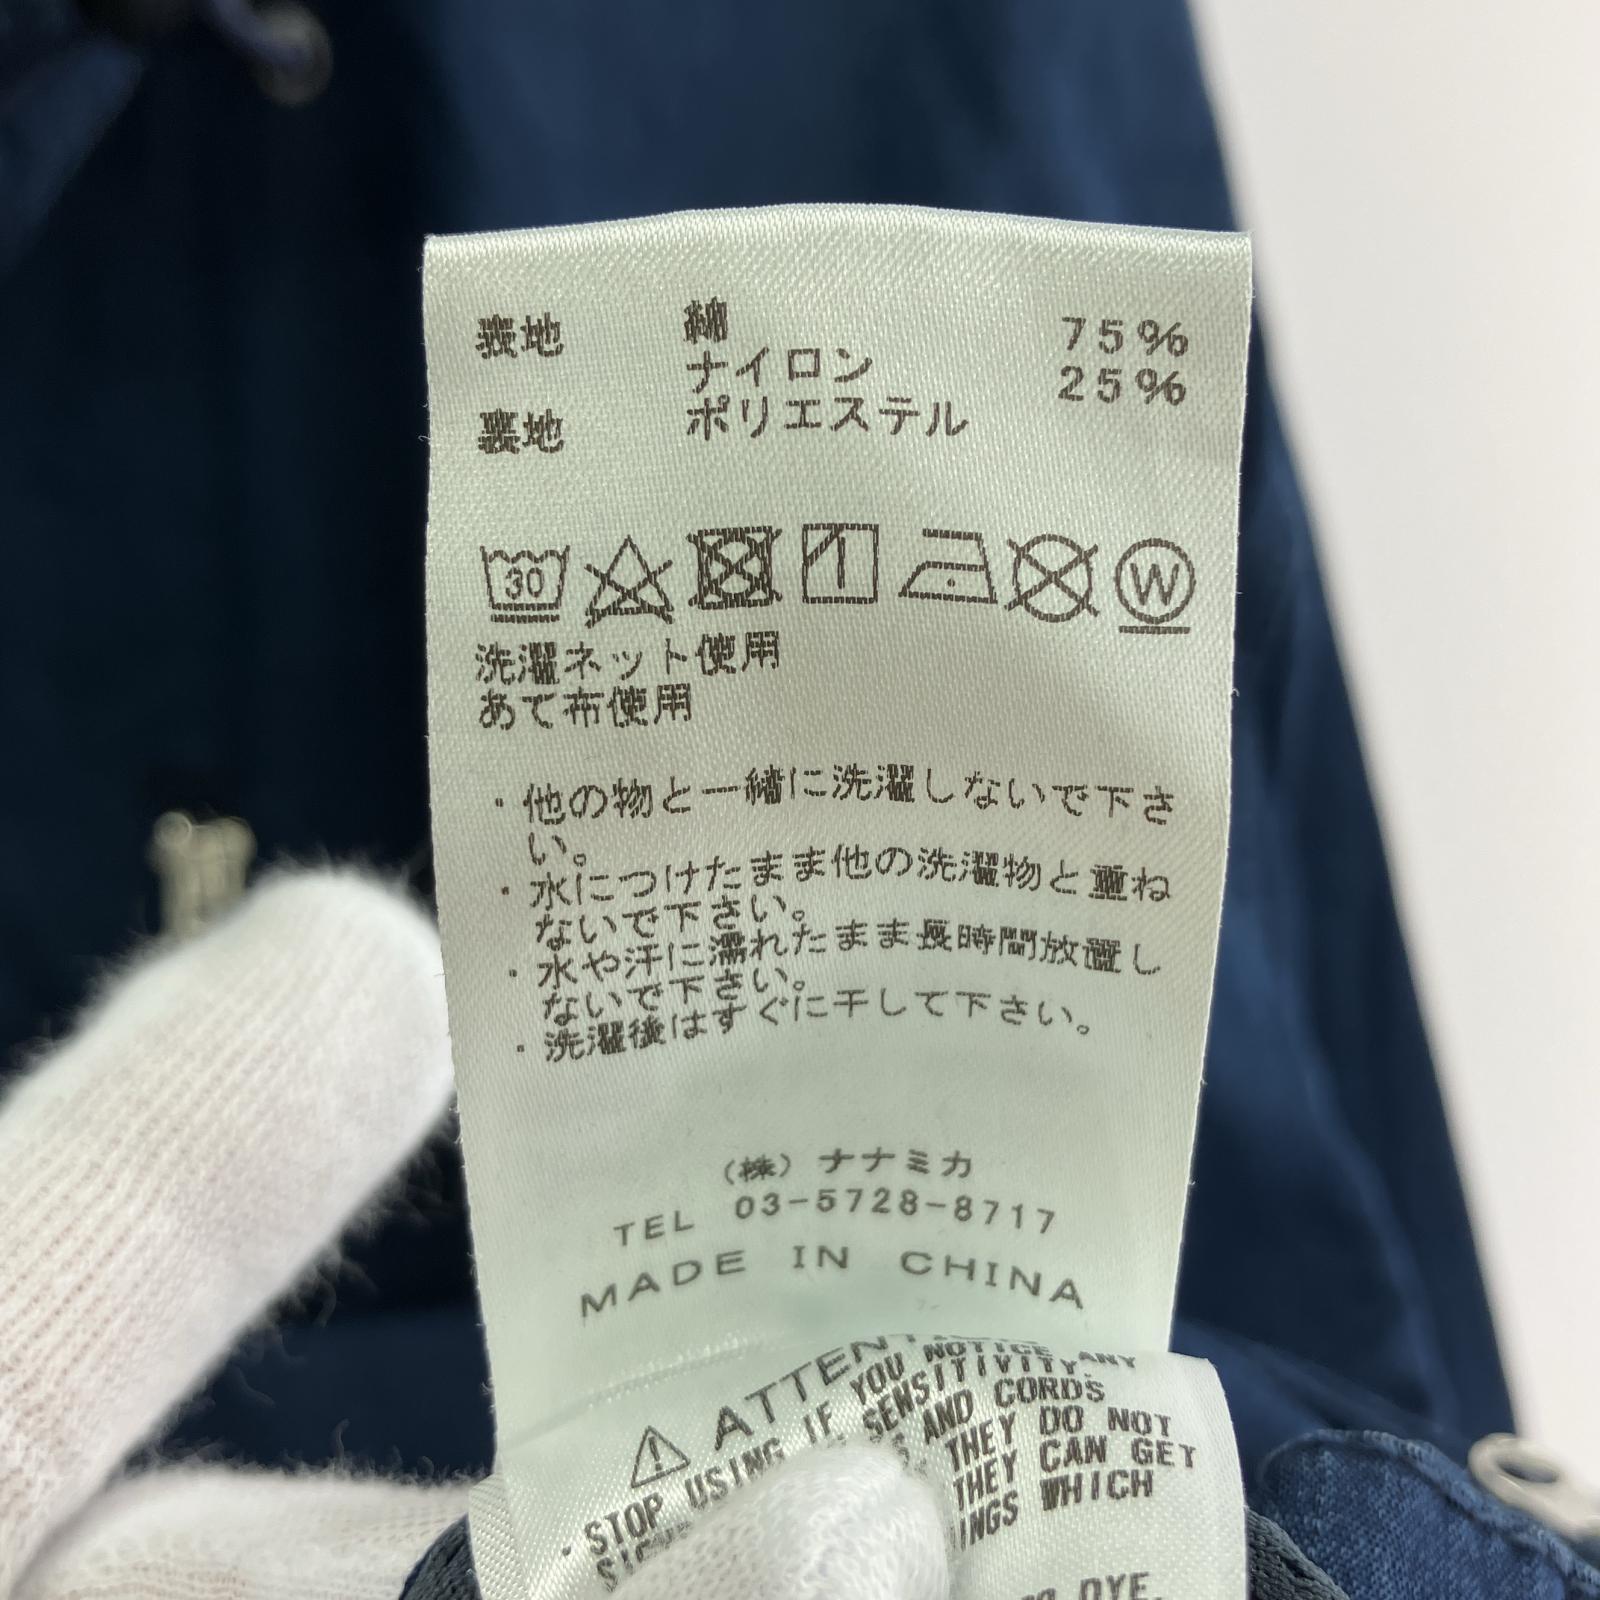 表地 綿 75%
ナイロン 25%
裏地 ポリエステル
30
W
洗濯ネット使用
あて布使用
・他の物と一緒に洗濯しないで下さ
い。
・水につけたまま他の洗濯物と重ね
ないで下さい。
・水や汗に濡れたまま長時間放置し
ないで下さい。
・洗濯後はすぐに干して下さい。
(株)ナナミカ
TEL 03-5728-8717
MADE IN CHINA
ATTENTI
・STOP USING IF YOU NOTICE ANY
SENSITIVITY.
AND CORDS
THEY DO NOT
THEY CAN GET
WHICH
DYE.